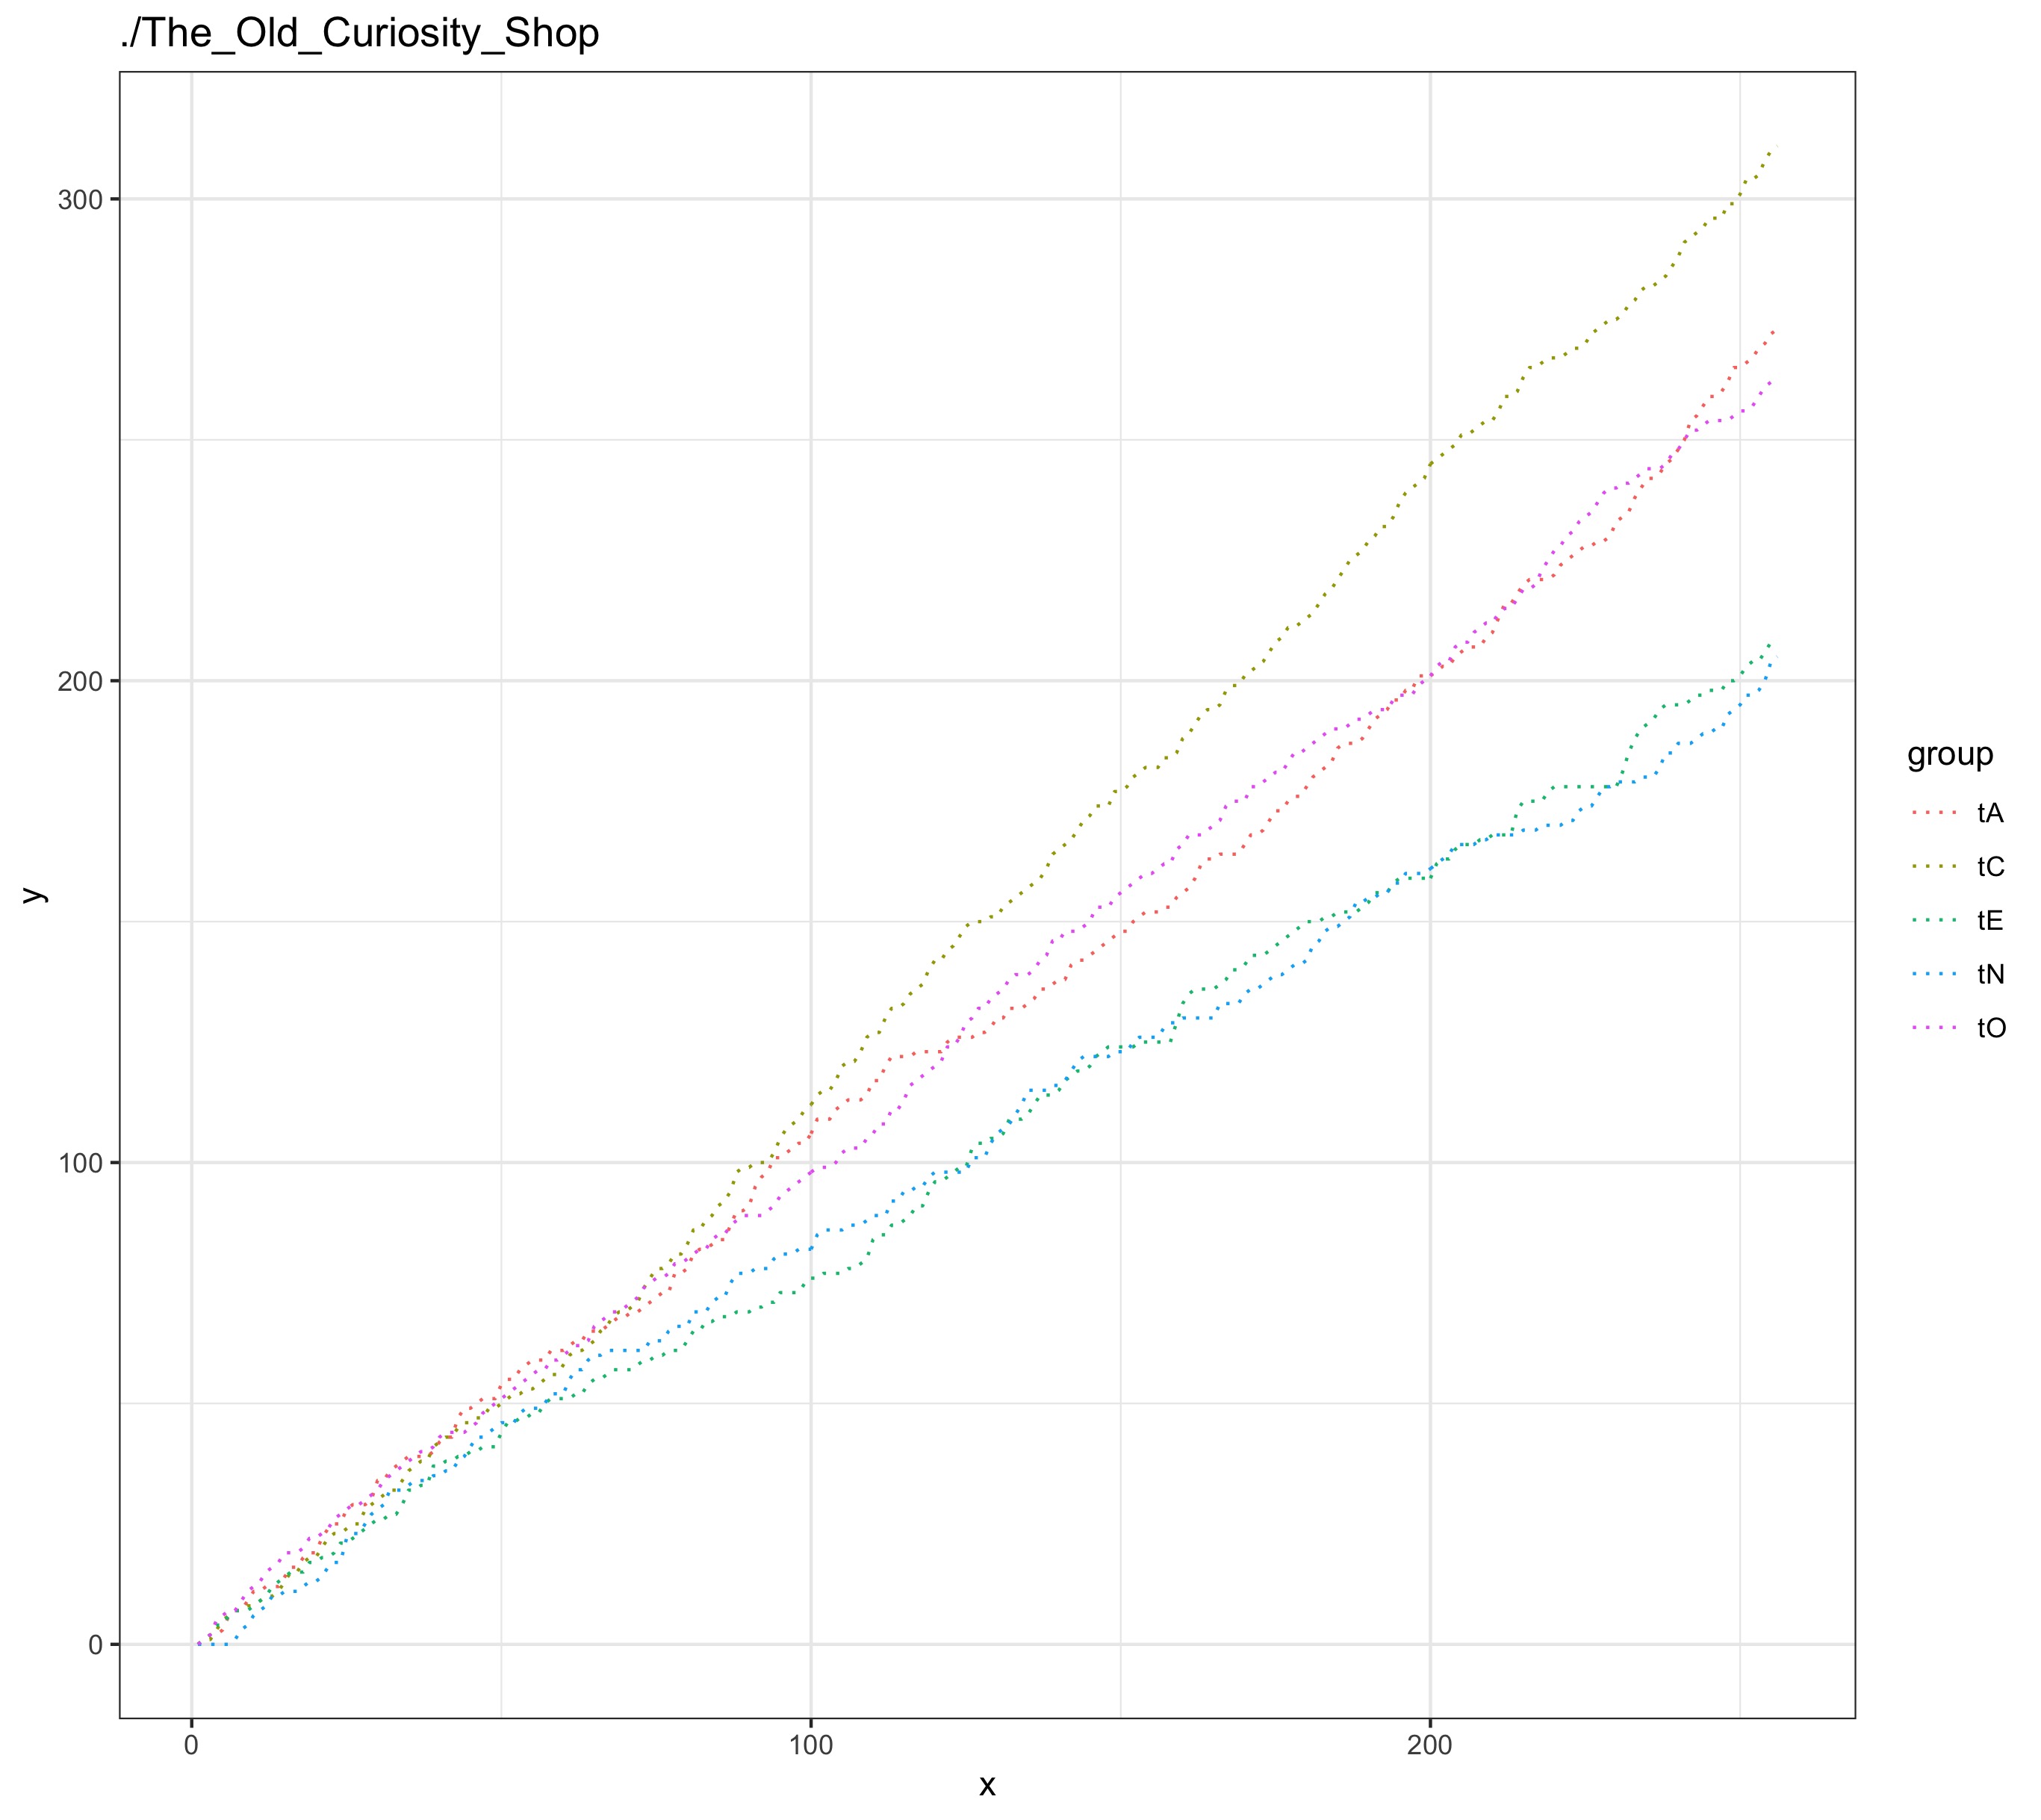 ./The_Old_Curiosity_Shop
300
200
100
0
0 100 200
x
y
group
tA
tC
tE
tN
tO